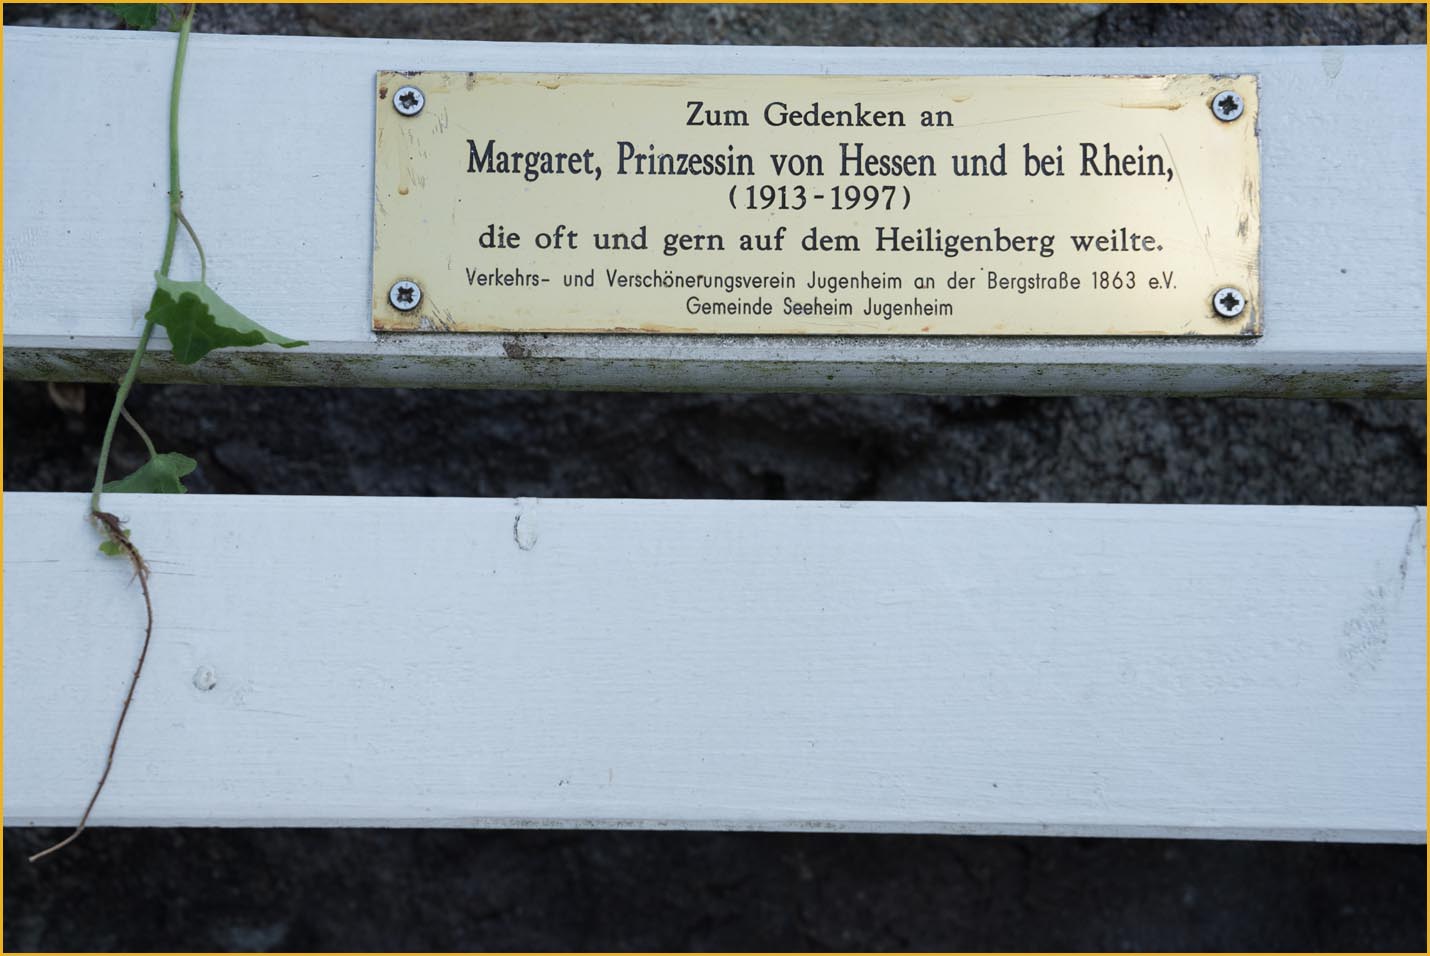 Zum Gedenken an
Margaret, Prinzessin von Hessen und bei Rhein,
(1913-1997)
die oft und gern auf dem Heiligenberg weilte.
Verkehrs- und Verschönerungsverein Jugenheim an der Bergstraße 1863 e.V.
Gemeinde Seeheim Jugenheim